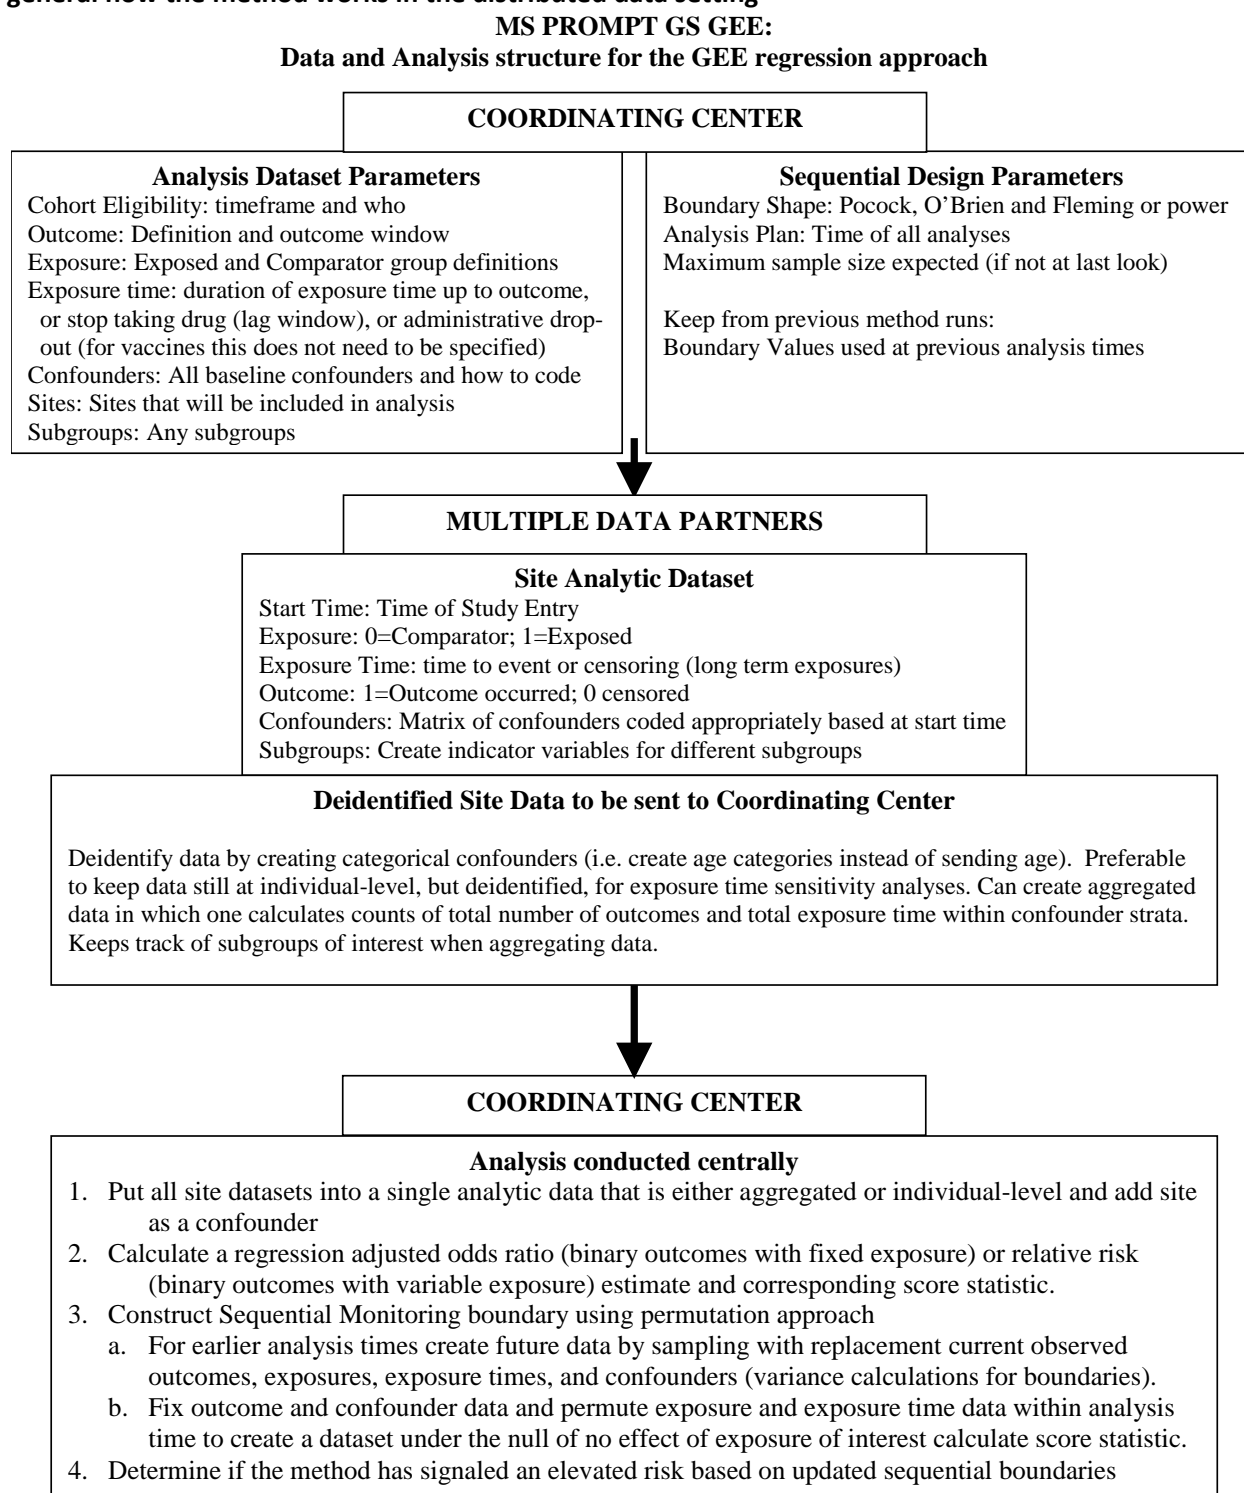 general how the method works in the distributed data setting
MS PROMPT GS GEE:
Data and Analysis structure for the GEE regression approach
COORDINATING CENTER
Analysis Dataset Parameters
Cohort Eligibility: timeframe and who
Outcome: Definition and outcome window
Exposure: Exposed and Comparator group definitions
Exposure time: duration of exposure time up to outcome,
or stop taking drug (lag window), or administrative drop-
out (for vaccines this does not need to be specified)
Confounders: All baseline confounders and how to code
Sites: Sites that will be included in analysis
Subgroups: Any subgroups
Sequential Design Parameters
Boundary Shape: Pocock, O’Brien and Fleming or power
Analysis Plan: Time of all analyses
Maximum sample size expected (if not at last look)
Keep from previous method runs:
Boundary Values used at previous analysis times
MULTIPLE DATA PARTNERS
Site Analytic Dataset
Start Time: Time of Study Entry
Exposure: 0=Comparator; 1=Exposed
Exposure Time: time to event or censoring (long term exposures)
Outcome: 1=Outcome occurred; 0 censored
Confounders: Matrix of confounders coded appropriately based at start time
Subgroups: Create indicator variables for different subgroups
Deidentified Site Data to be sent to Coordinating Center
Deidentify data by creating categorical confounders (i.e. create age categories instead of sending age). Preferable
to keep data still at individual-level, but deidentified, for exposure time sensitivity analyses. Can create aggregated
data in which one calculates counts of total number of outcomes and total exposure time within confounder strata.
Keeps track of subgroups of interest when aggregating data.
COORDINATING CENTER
Analysis conducted centrally
1. Put all site datasets into a single analytic data that is either aggregated or individual-level and add site
as a confounder
2. Calculate a regression adjusted odds ratio (binary outcomes with fixed exposure) or relative risk
(binary outcomes with variable exposure) estimate and corresponding score statistic.
3. Construct Sequential Monitoring boundary using permutation approach
a. For earlier analysis times create future data by sampling with replacement current observed
outcomes, exposures, exposure times, and confounders (variance calculations for boundaries).
b. Fix outcome and confounder data and permute exposure and exposure time data within analysis
time to create a dataset under the null of no effect of exposure of interest calculate score statistic.
4. Determine if the method has signaled an elevated risk based on updated sequential boundaries